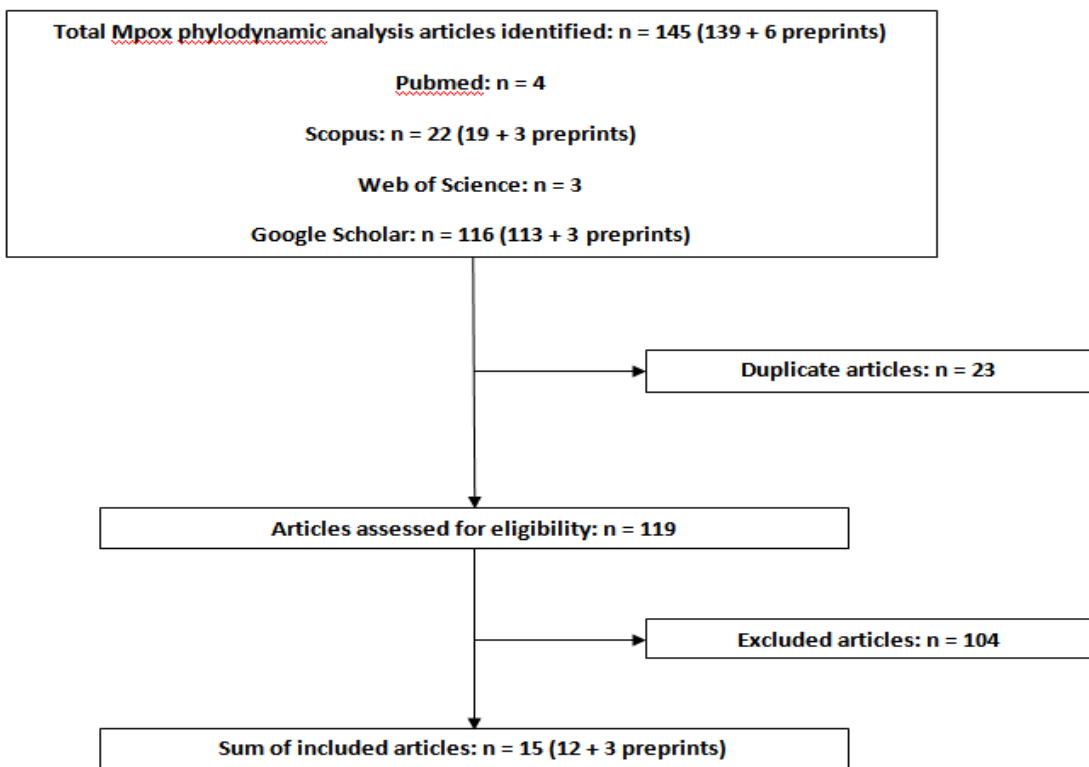 Total Mpox phylodynamic analysis articles identified: n = 145 (139 + 6 preprints)
Pubmed: n = 4
Scopus: n = 22 (19 + 3 preprints)
Web of Science: n = 3
Google Scholar: n = 116 (113 + 3 preprints)
Duplicate articles: n = 23
Articles assessed for eligibility: n = 119
Excluded articles: n = 104
Sum of included articles: n = 15 (12 + 3 preprints)